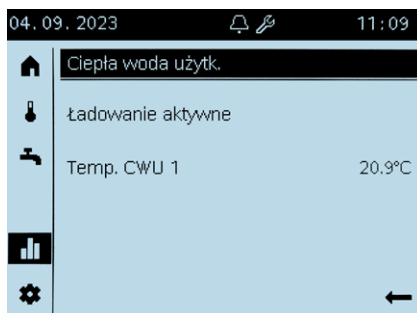 04.09.2023 11:09
Ciepła woda użytk.
Ładowanie aktywne
Temp. CWU 1 20.9°C